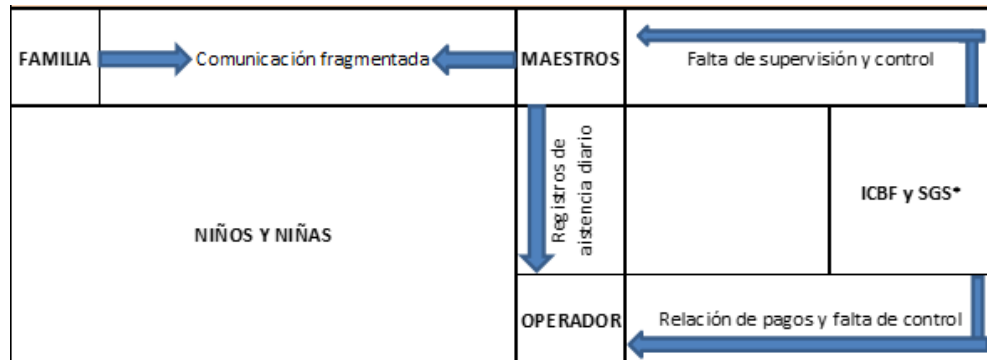 FAMILIA
Comunicación fragmentada
MAESTROS
Falta de supervisión y control
NIÑOS Y NIÑAS
Registros de
aistencia diario
ICBF y SGS*
OPERADOR
Relación de pagos y falta de control